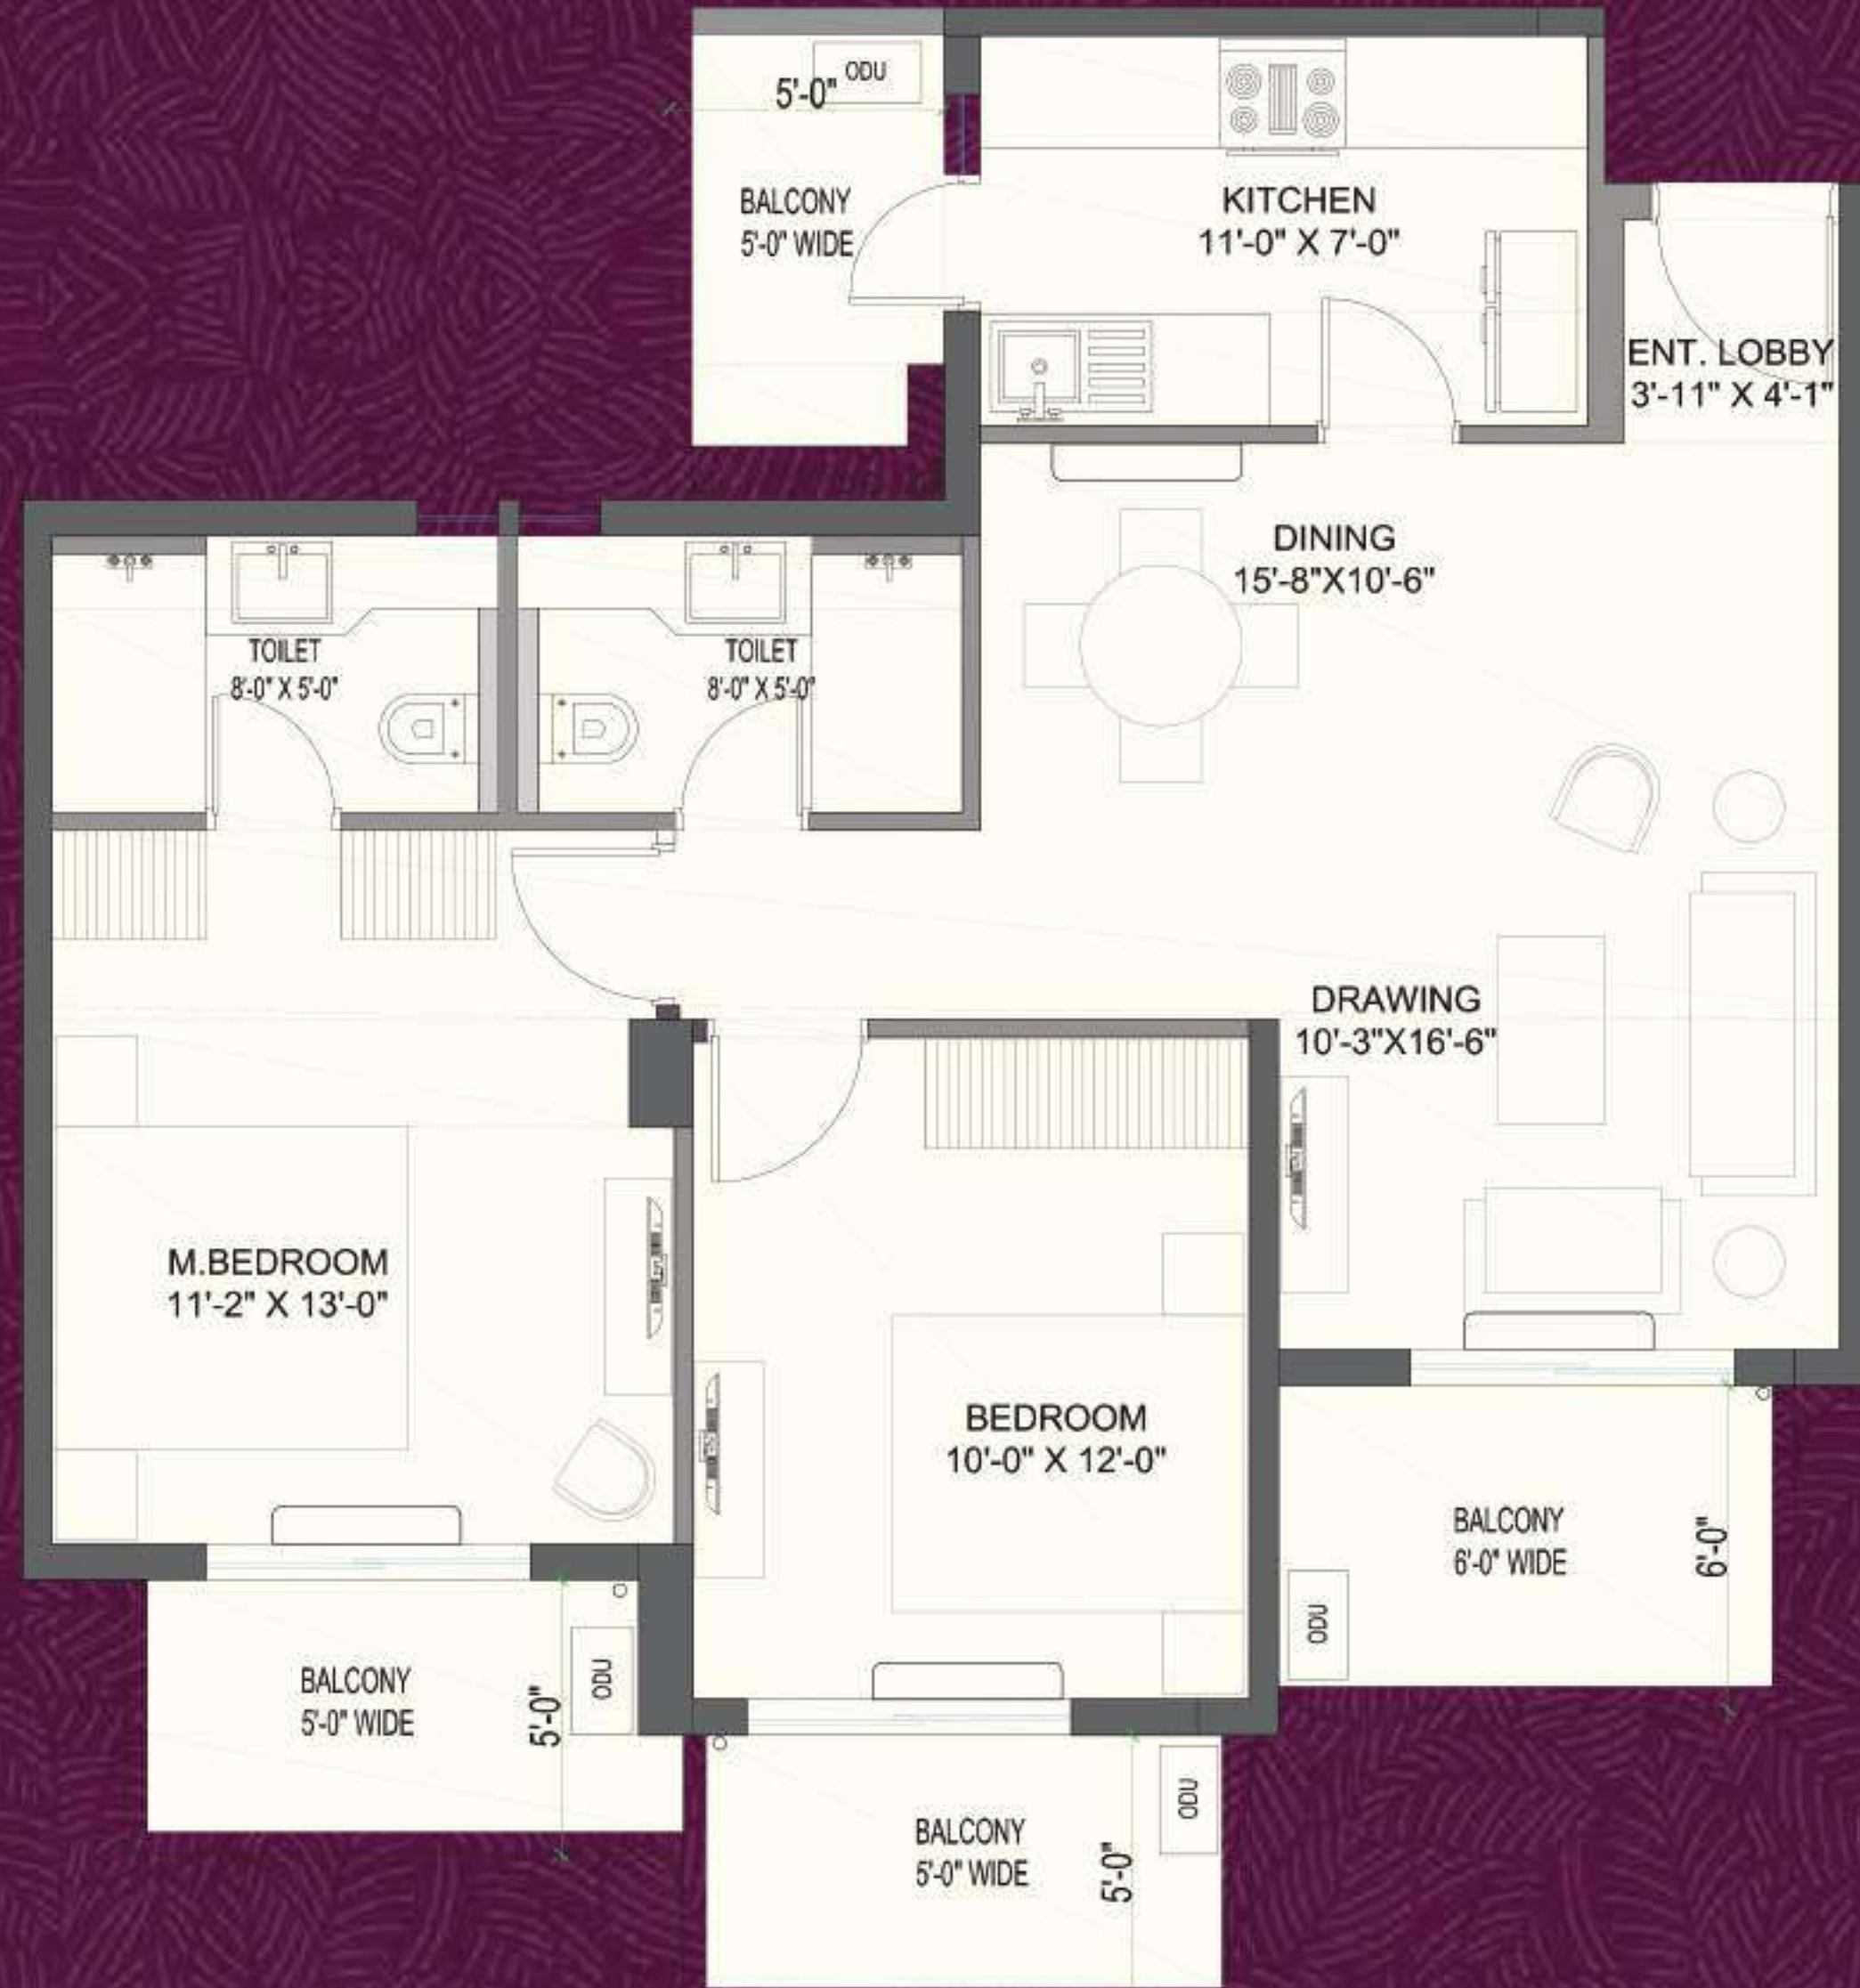 ODU
5'-0"
BALCONY
5'-0" WIDE
KITCHEN
11'-0" X 7'-0"
ENT. LOBBY
3'-11" X 4'-1"
DINING
15'-8"X10'-6"
TOILET
8'-0" X 5'-0"
TOILET
8'-0" X 5'-0"
DRAWING
10'-3"X16'-6"
M.BEDROOM
11'-2" X 13'-0"
BEDROOM
10'-0" X 12'-0"
BALCONY
6'-0" WIDE
6'-0"
ODU
BALCONY
5'-0" WIDE
5'-0"
ODU
BALCONY
5'-0" WIDE
5'-0"
ODU